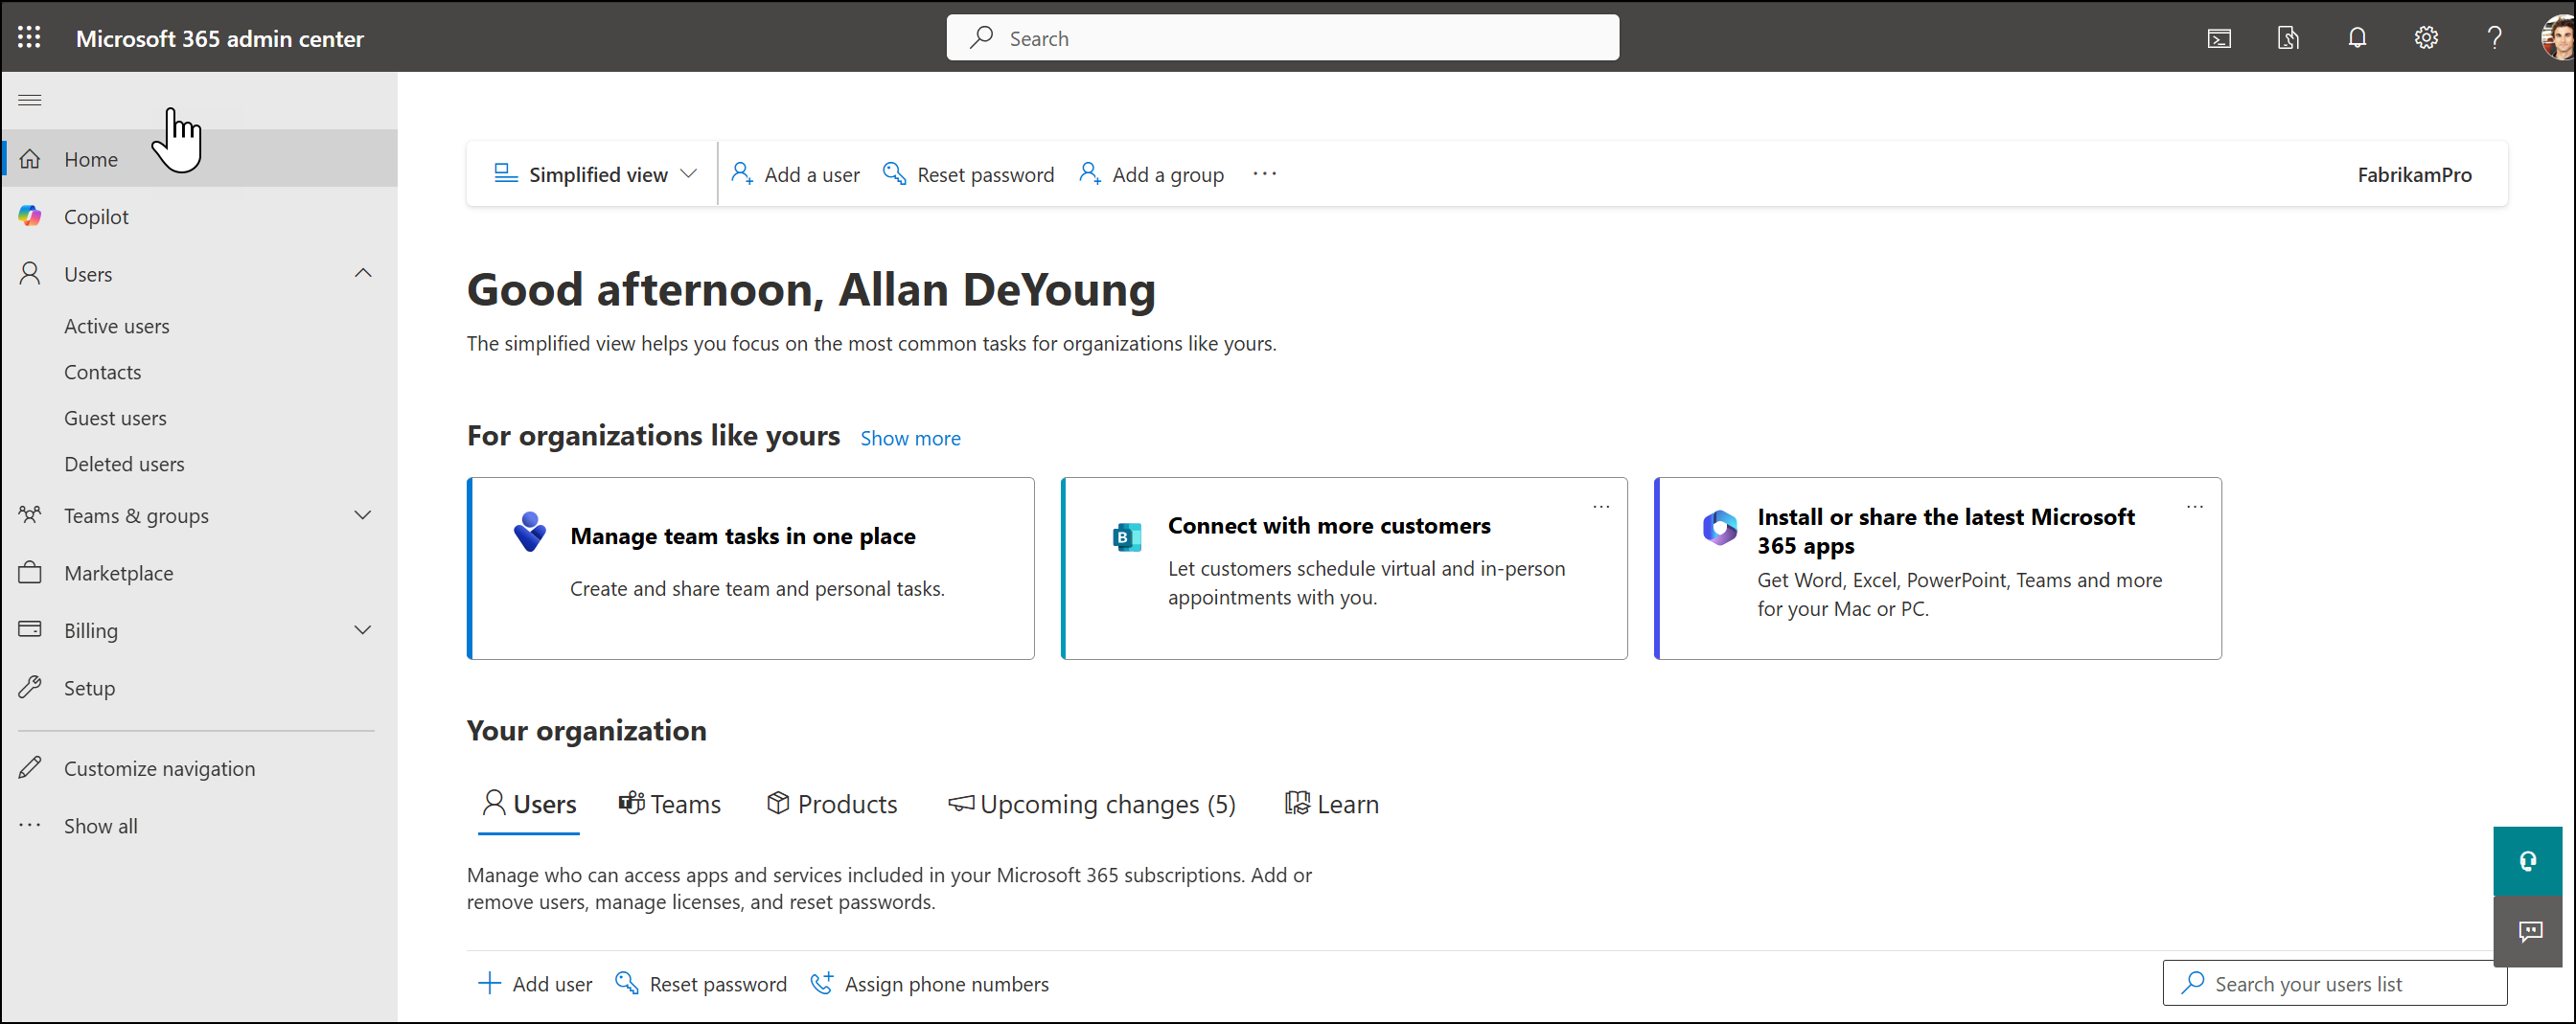 Microsoft 365 admin center
Search
Home
Copilot
Users
Active users
Contacts
Guest users
Deleted users
Teams & groups
Marketplace
Billing
Setup
Customize navigation
Show all
Simplified view
Add a user
Reset password
Add a group
FabrikamPro
Good afternoon, Allan DeYoung
The simplified view helps you focus on the most common tasks for organizations like yours.
For organizations like yours
Show more
Manage team tasks in one place
Create and share team and personal tasks.
Connect with more customers
Let customers schedule virtual and in-person
appointments with you.
Install or share the latest Microsoft
365 apps
Get Word, Excel, PowerPoint, Teams and more
for your Mac or PC.
Your organization
Users
Teams
Products
Upcoming changes (5)
Learn
Manage who can access apps and services included in your Microsoft 365 subscriptions. Add or
remove users, manage licenses, and reset passwords.
Add user
Reset password
Assign phone numbers
Search your users list